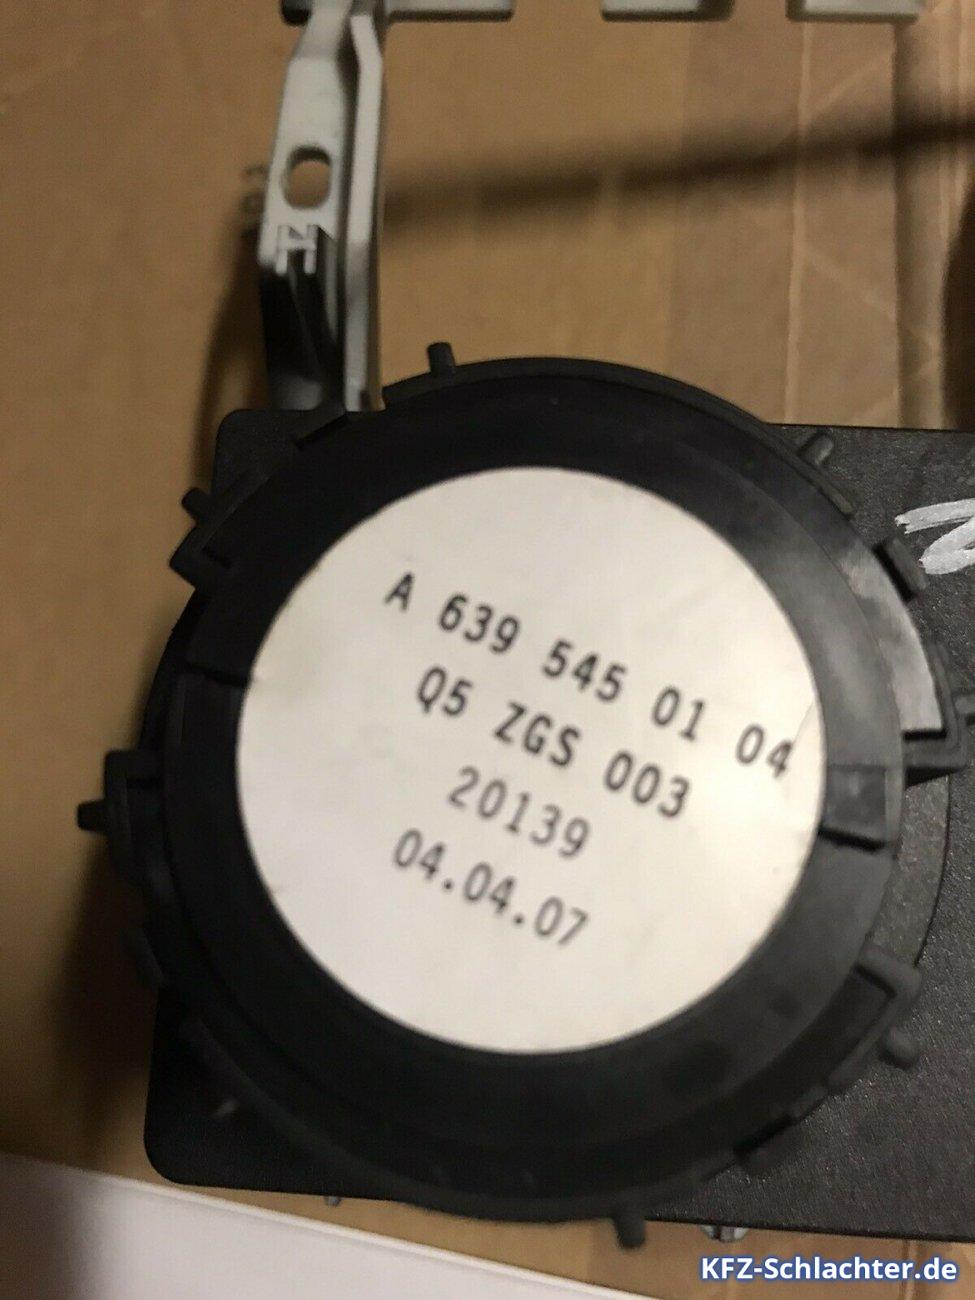 A 639 545 01 04
Q5 ZGS 003
20139
04.04.07
KFZ-Schlachter.de